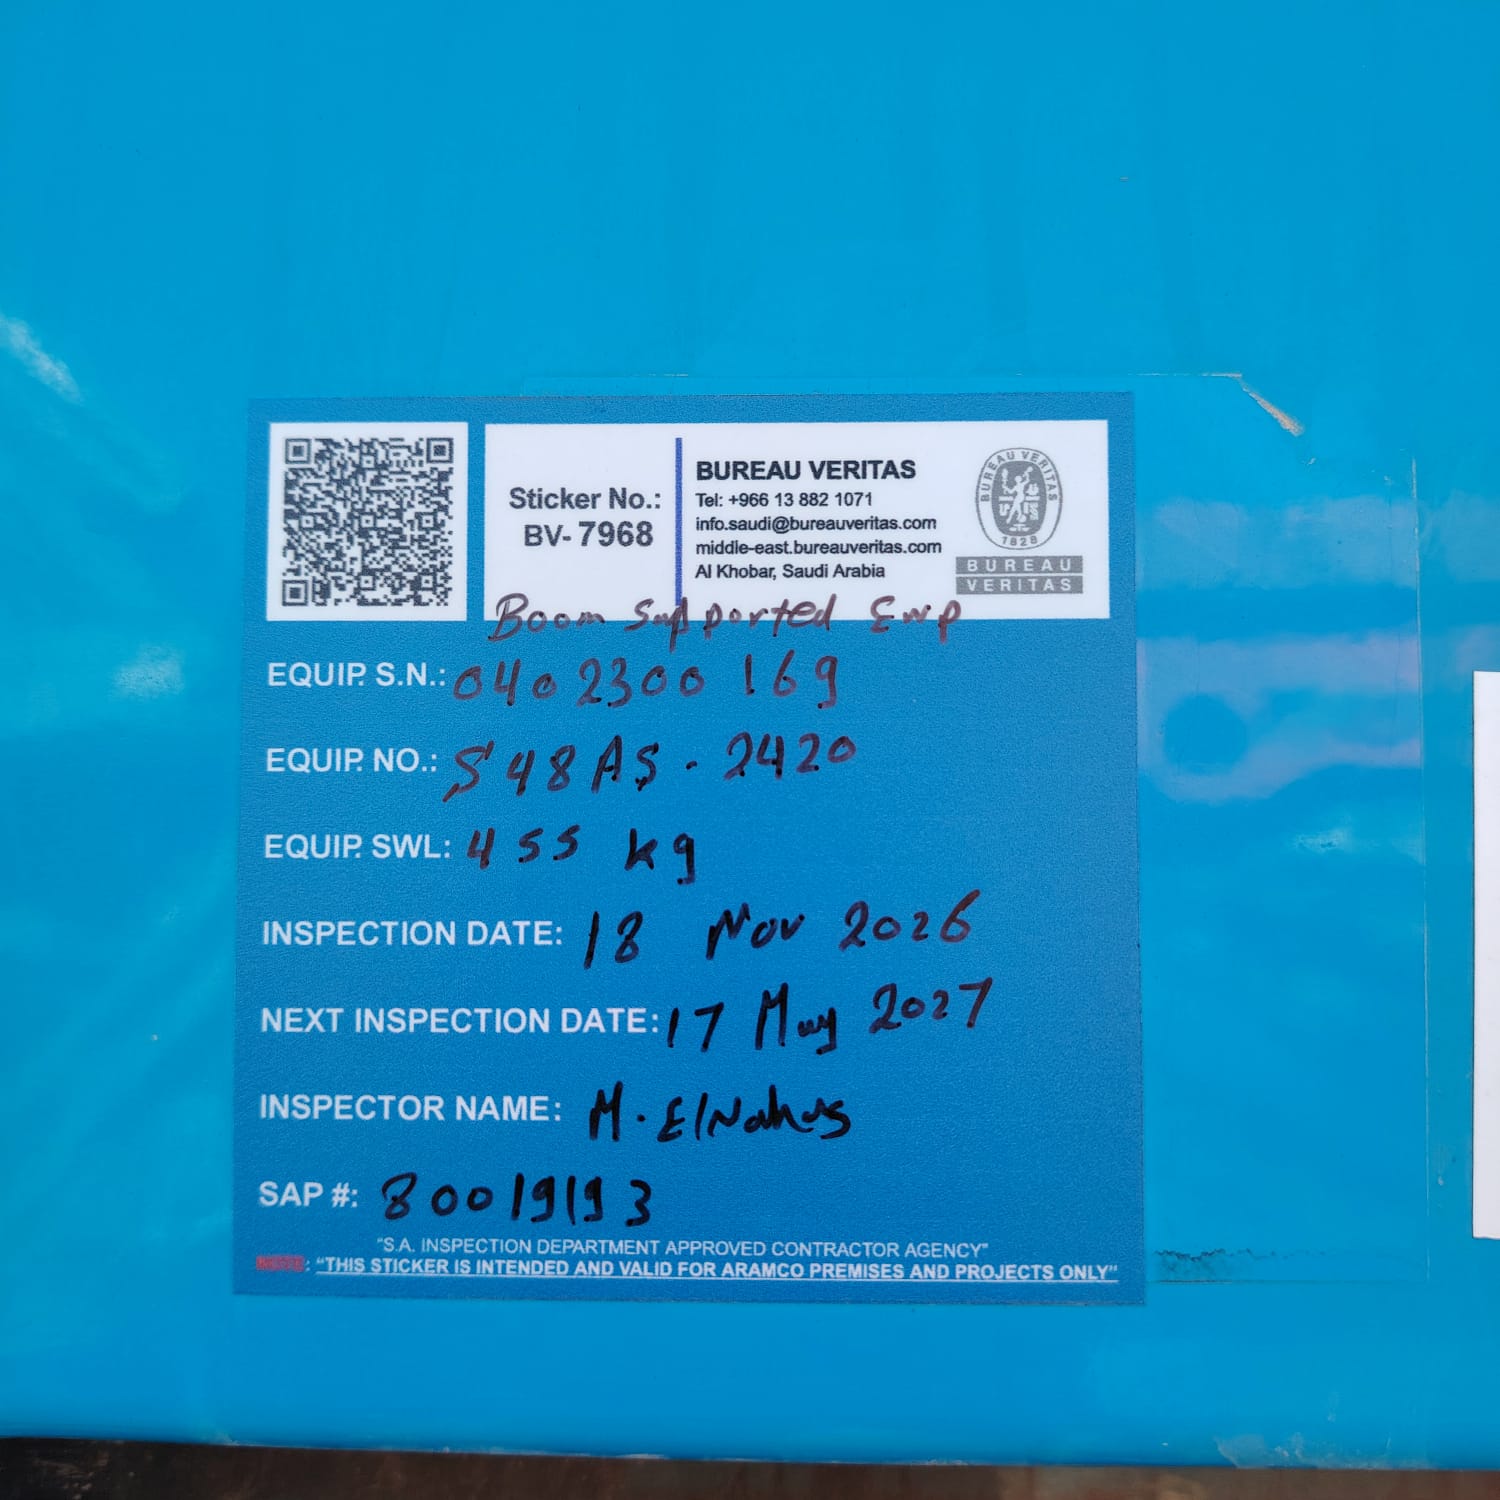 Sticker No.:
BV- 7968
BUREAU VERITAS
Tel: +966 13 882 1071
info.saudi@bureauveritas.com
middle-east.bureauveritas.com
Al Khobar, Saudi Arabia
BUREAU VERITAS
1828
BUREAU
VERITAS
Boom Supported EWP
EQUIP. S.N.: 0402300169
EQUIP. NO.: S48AS - 2420
EQUIP. SWL: 455 kg
INSPECTION DATE: 18 Nov 2026
NEXT INSPECTION DATE: 17 May 2027
INSPECTOR NAME: M. ElNahas
SAP #: 80019193
"S.A. INSPECTION DEPARTMENT APPROVED CONTRACTOR AGENCY"
NOTE: "THIS STICKER IS INTENDED AND VALID FOR ARAMCO PREMISES AND PROJECTS ONLY"